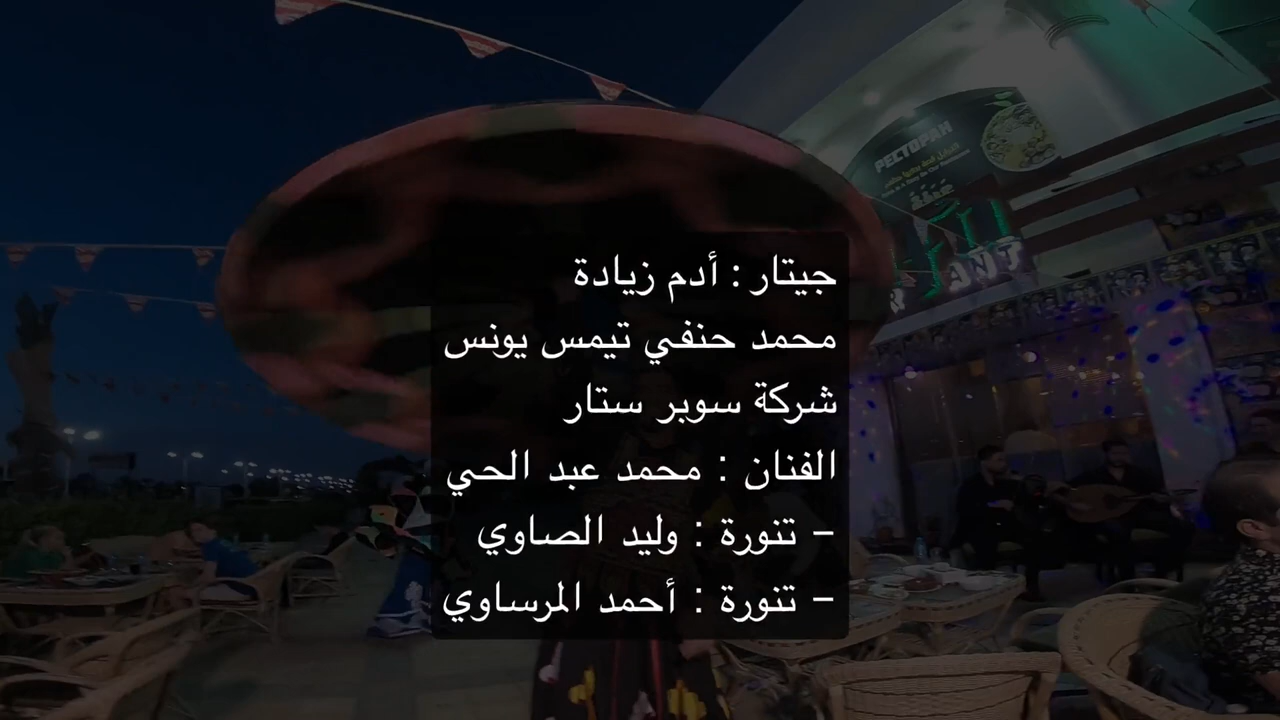 РЕСТОРАН
جيتار : أدم زيادة
محمد حنفي تيمس يونس
شركة سوبر ستار
الفنان : محمد عبد الحي
- تنورة : وليد الصاوي
- تنورة : أحمد المرساوي